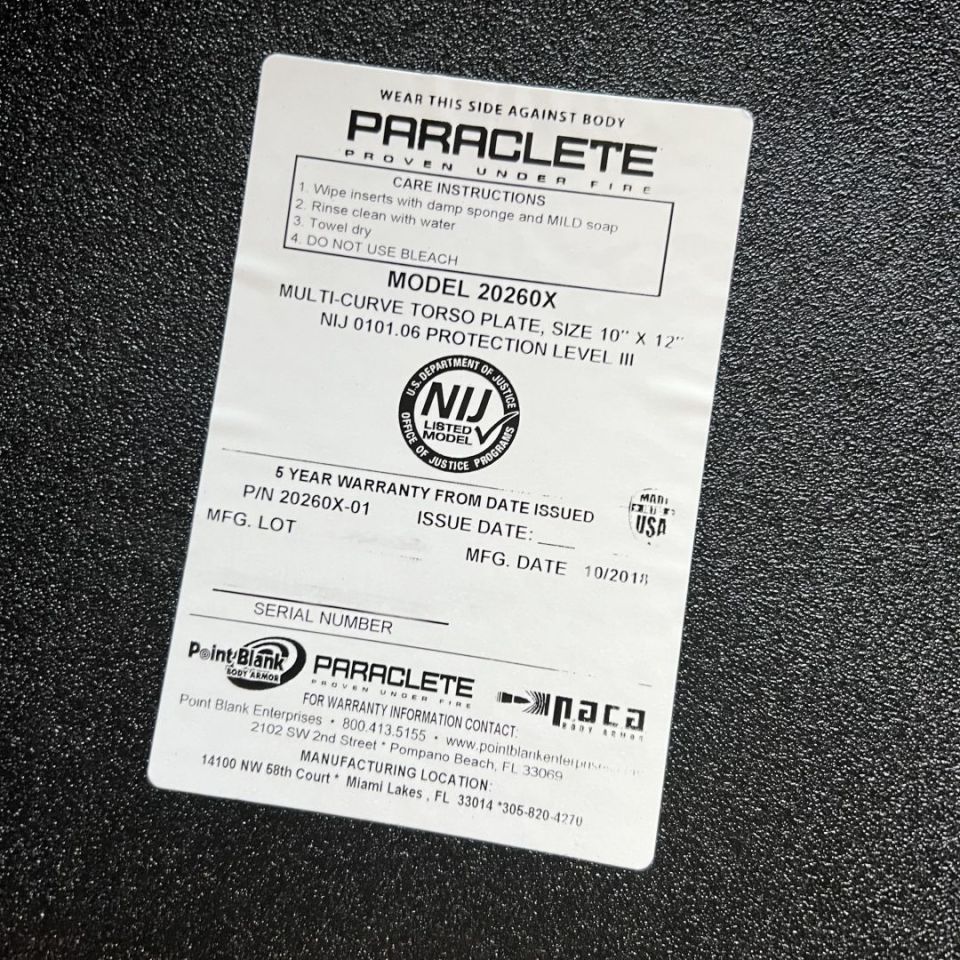 WEAR THIS SIDE AGAINST BODY
PARACLETE
PROVEN UNDER FIRE
CARE INSTRUCTIONS
1. Wipe inserts with damp sponge and MILD soap
2. Rinse clean with water
3. Towel dry
4. DO NOT USE BLEACH
MODEL 20260X
MULTI-CURVE TORSO PLATE, SIZE 10" X 12"
NIJ 0101.06 PROTECTION LEVEL III
U.S. DEPARTMENT OF JUSTICE
NIJ
LISTED
MODEL
OFFICE OF JUSTICE PROGRAMS
5 YEAR WARRANTY FROM DATE ISSUED
P/N 20260X-01 ISSUE DATE: ___
MADE
USA
MFG. LOT
MFG. DATE 10/2018
SERIAL NUMBER
Point Blank
BODY ARMOR
PARACLETE
PROVEN UNDER FIRE
paca
BODY ARMOR
FOR WARRANTY INFORMATION CONTACT:
Point Blank Enterprises • 800.413.5155 • www.pointblankenterprises
2102 SW 2nd Street * Pompano Beach, FL 33069
MANUFACTURING LOCATION:
14100 NW 58th Court * Miami Lakes , FL 33014 *305-820-4270